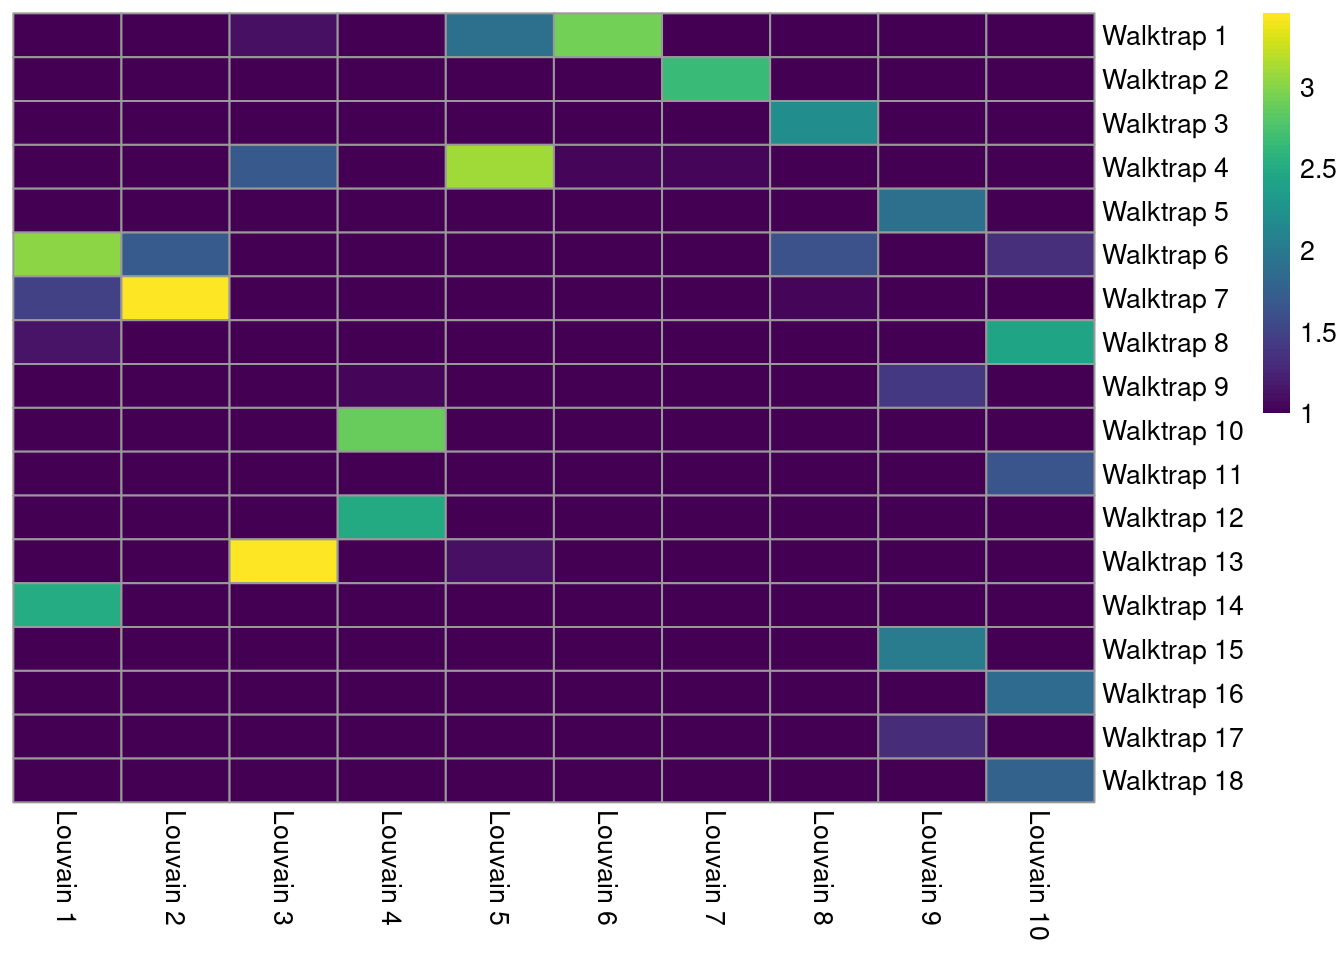 Walktrap 1
Walktrap 2
Walktrap 3
Walktrap 4
Walktrap 5
Walktrap 6
Walktrap 7
Walktrap 8
Walktrap 9
Walktrap 10
Walktrap 11
Walktrap 12
Walktrap 13
Walktrap 14
Walktrap 15
Walktrap 16
Walktrap 17
Walktrap 18
3
2.5
2
1.5
1
Louvain 1
Louvain 2
Louvain 3
Louvain 4
Louvain 5
Louvain 6
Louvain 7
Louvain 8
Louvain 9
Louvain 10